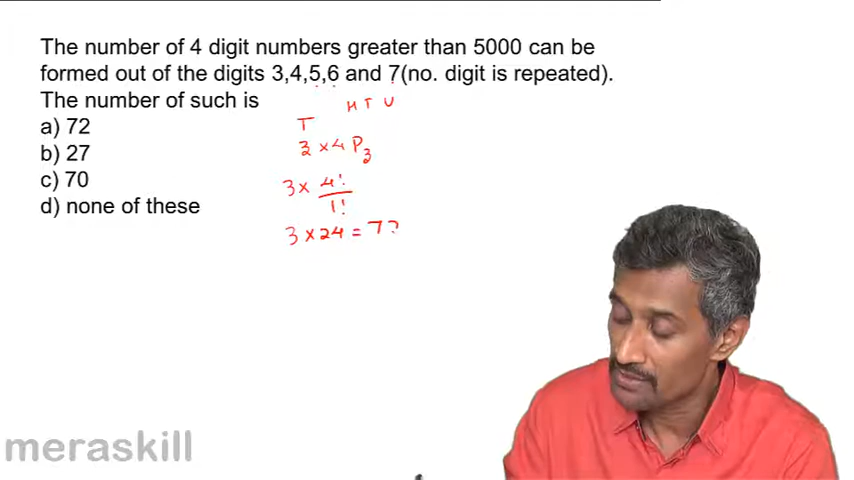 The number of 4 digit numbers greater than 5000 can be
formed out of the digits 3,4,5,6 and 7(no. digit is repeated).
The number of such is
H T U
a) 72
T
b) 27
3 × 4 P 3
c) 70
3 × 4! / 1!
d) none of these
3 × 24 = 72
meraskill